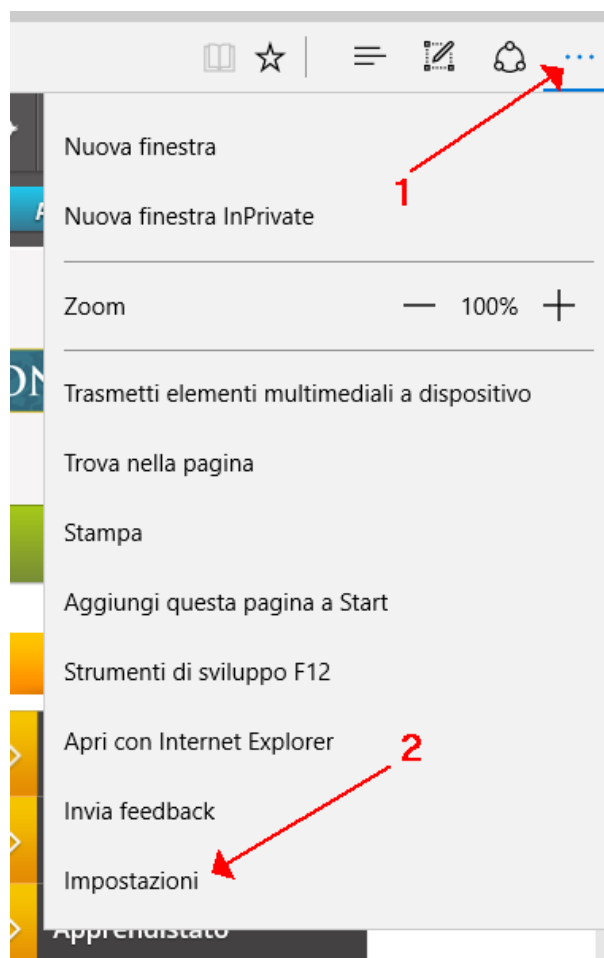 1
Nuova finestra
Nuova finestra InPrivate
Zoom — 100% +
Trasmetti elementi multimediali a dispositivo
Trova nella pagina
Stampa
Aggiungi questa pagina a Start
Strumenti di sviluppo F12
Apri con Internet Explorer
2
Invia feedback
Impostazioni
Apprendistato